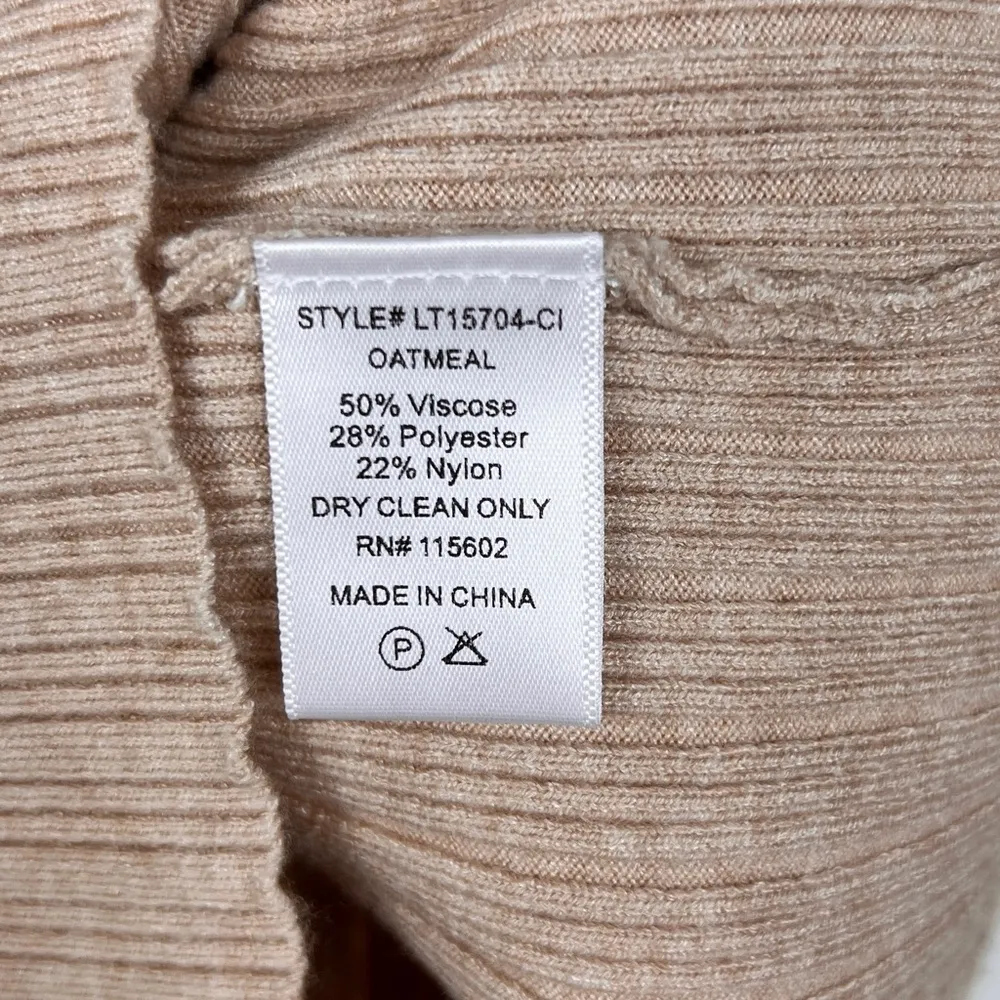 STYLE# LT15704-CI
OATMEAL
50% Viscose
28% Polyester
22% Nylon
DRY CLEAN ONLY
RN# 115602
MADE IN CHINA
P